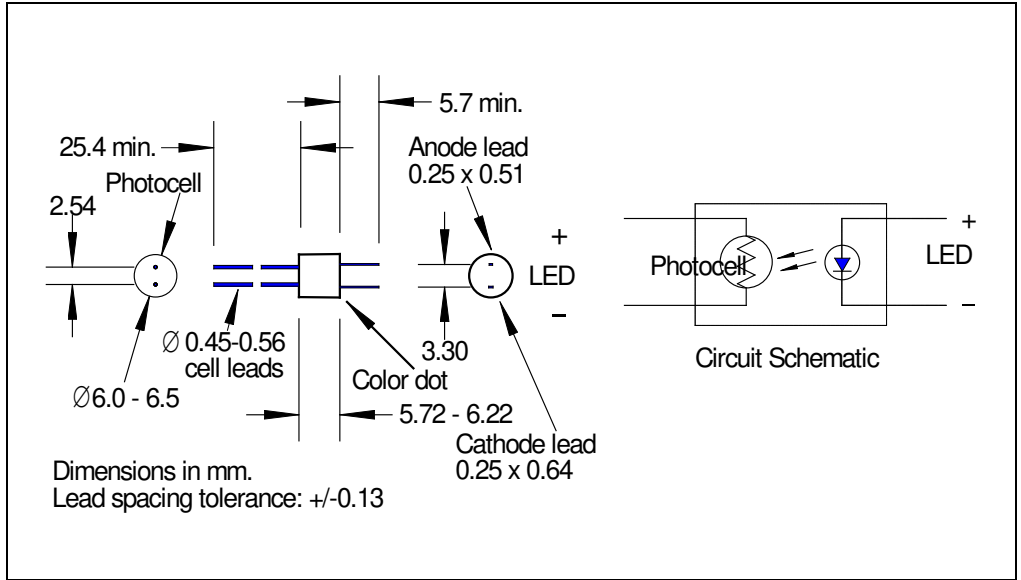 5.7 min.
25.4 min.
Anode lead
0.25 x 0.51
Photocell
2.54
+
LED
−
3.30
Ø 0.45-0.56
cell leads
Color dot
Ø6.0 - 6.5
5.72 - 6.22
Cathode lead
0.25 x 0.64
Dimensions in mm.
Lead spacing tolerance: +/-0.13
Photocell
+
LED
−
Circuit Schematic